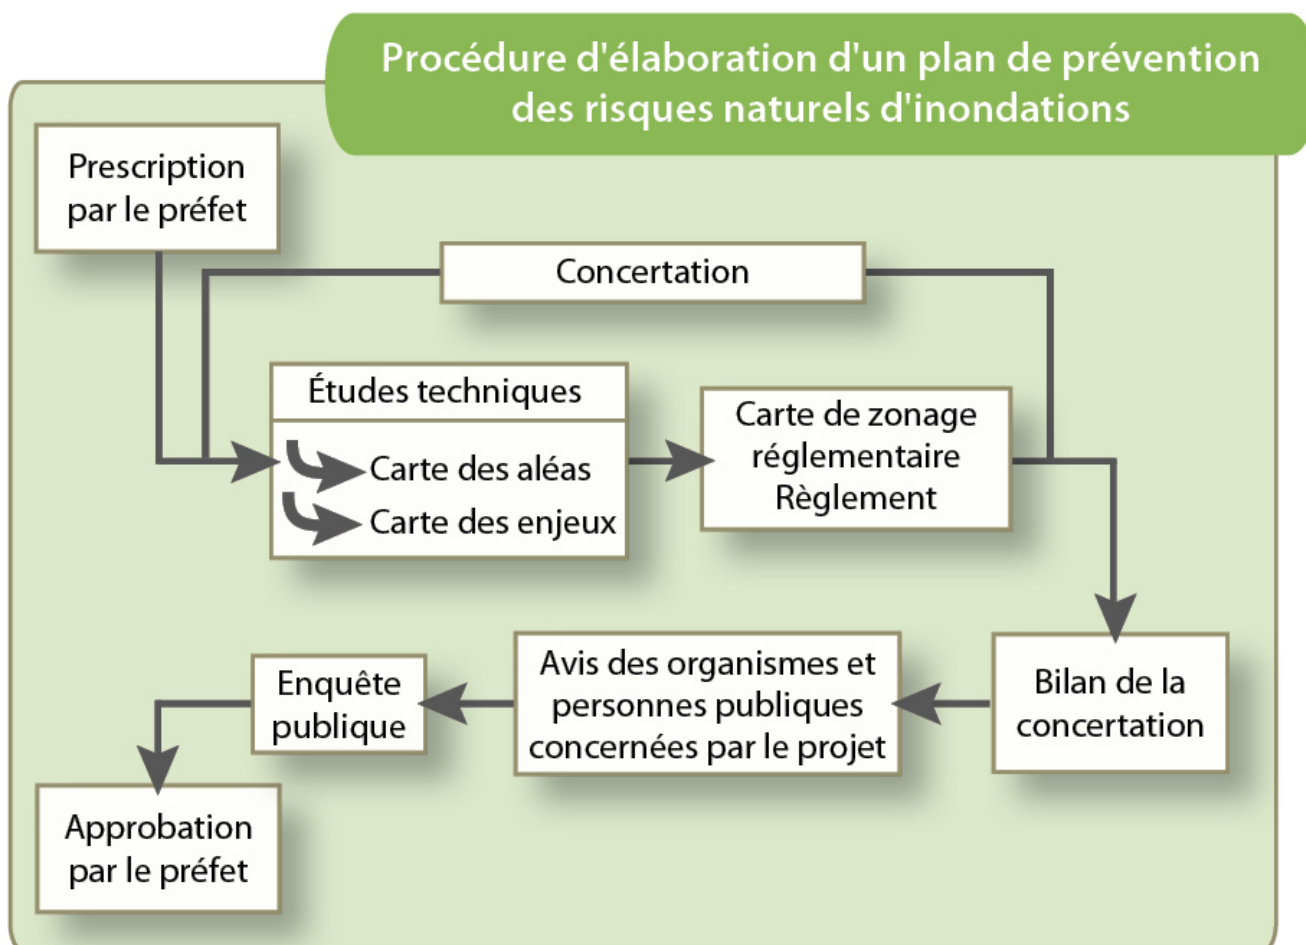 Procédure d'élaboration d'un plan de prévention
des risques naturels d'inondations
Prescription
par le préfet
Concertation
Études techniques
Carte des aléas
Carte des enjeux
Carte de zonage
réglementaire
Règlement
Bilan de la
concertation
Avis des organismes et
personnes publiques
concernées par le projet
Enquête
publique
Approbation
par le préfet